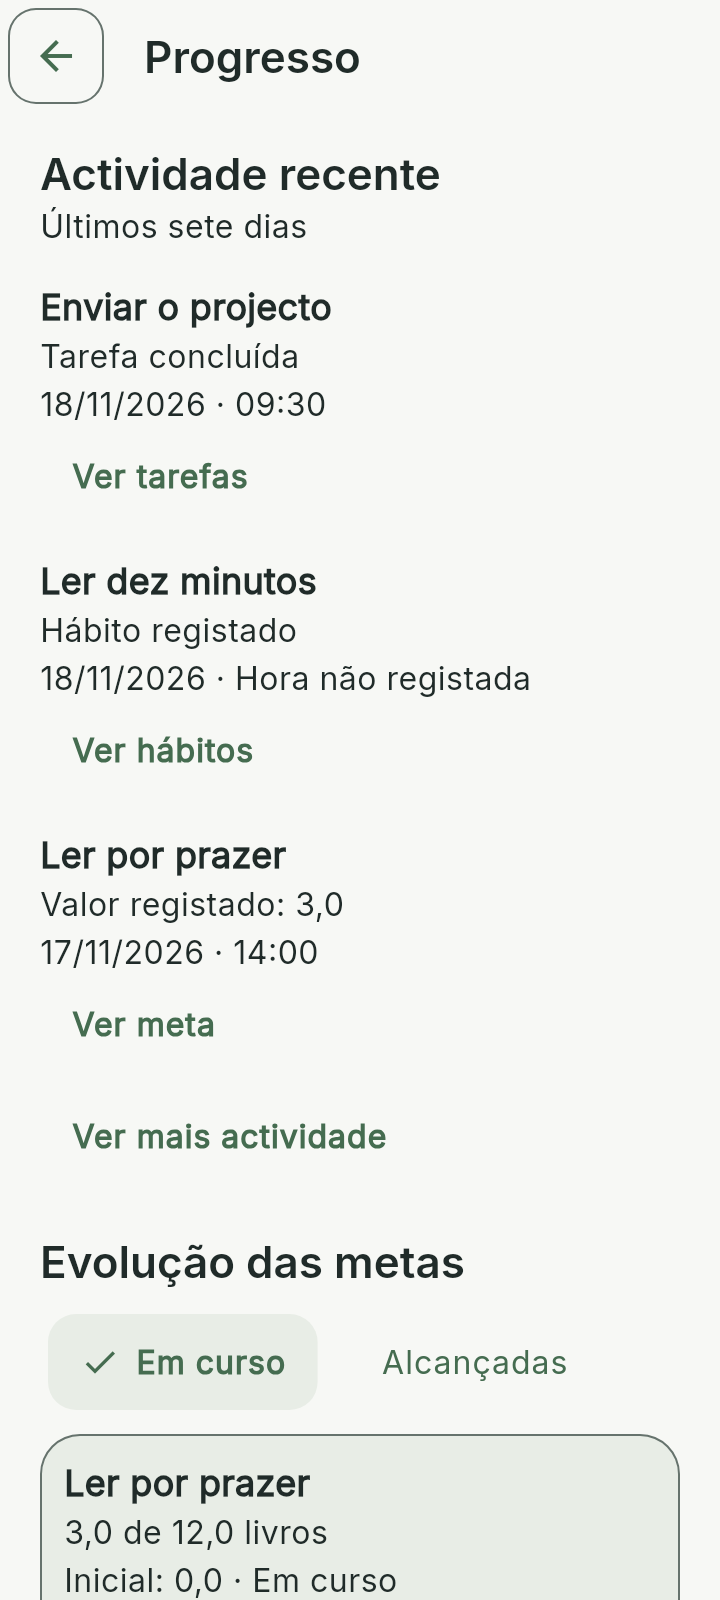 Progresso
Actividade recente
Últimos sete dias
Enviar o projecto
Tarefa concluída
18/11/2026 · 09:30
Ver tarefas
Ler dez minutos
Hábito registado
18/11/2026 · Hora não registada
Ver hábitos
Ler por prazer
Valor registado: 3,0
17/11/2026 · 14:00
Ver meta
Ver mais actividade
Evolução das metas
Em curso
Alcançadas
Ler por prazer
3,0 de 12,0 livros
Inicial: 0,0 · Em curso